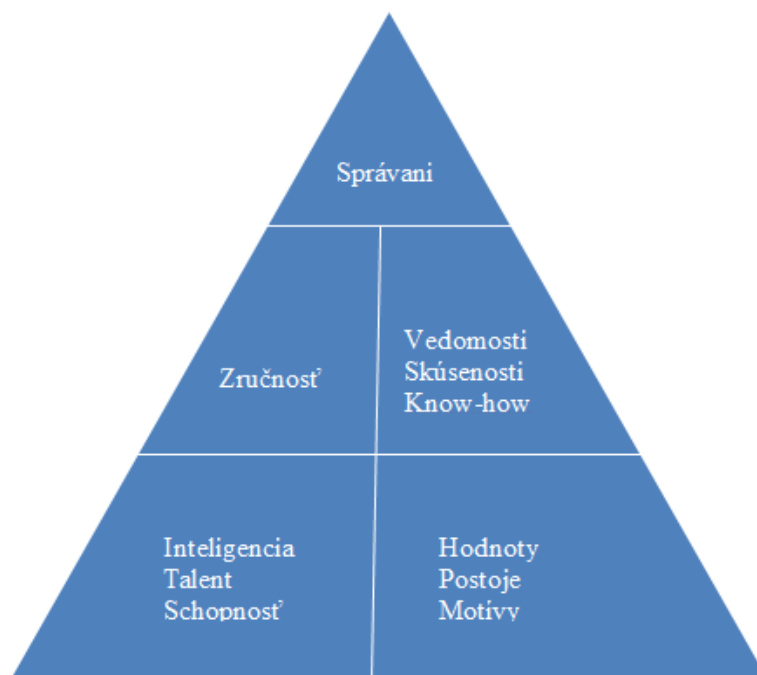 Správani
Zručnosť
Vedomosti
Skúsenosti
Know-how
Inteligencia
Talent
Schopnosť
Hodnoty
Postoje
Motívy